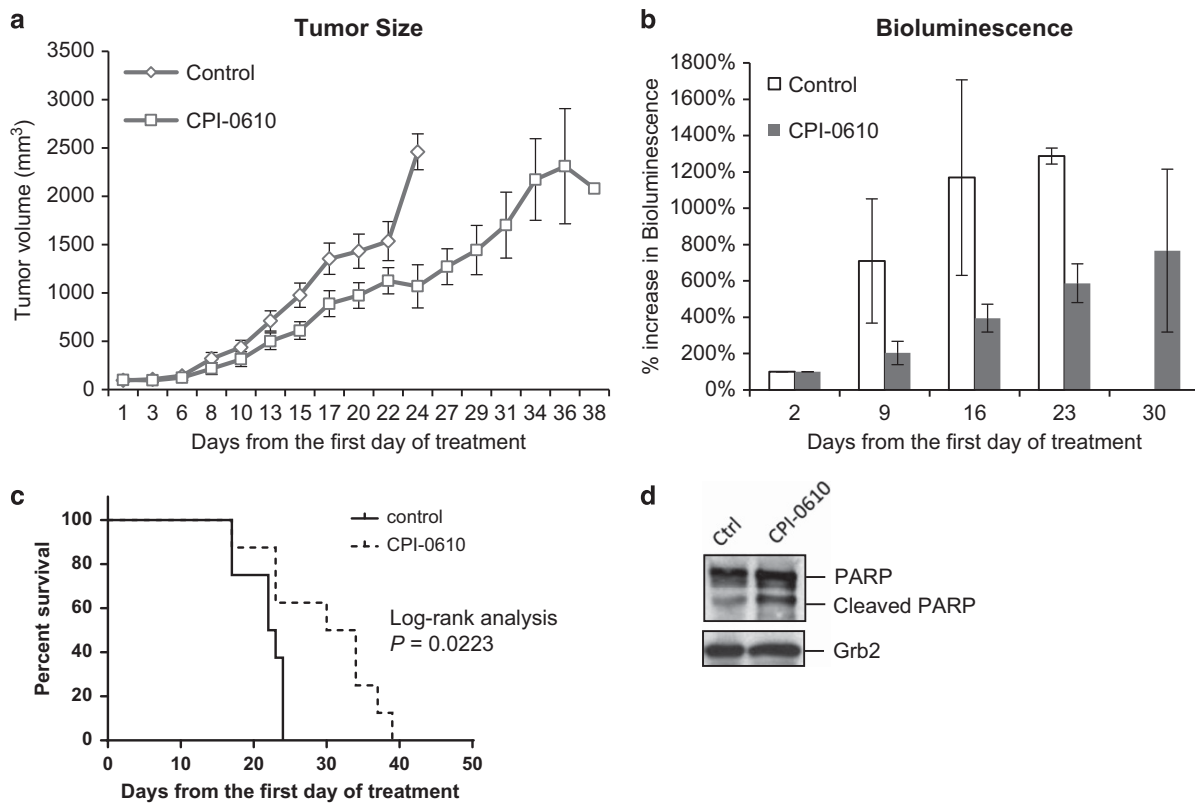 a
Tumor Size
Tumor volume (mm³)
3500
3000
2500
2000
1500
1000
500
0
Control
CPI-0610
1 3 6 8 10 13 15 17 20 22 24 27 29 31 34 36 38
Days from the first day of treatment
b
Bioluminescence
% increase in Bioluminescence
1800%
1600%
1400%
1200%
1000%
800%
600%
400%
200%
0%
Control
CPI-0610
2 9 16 23 30
Days from the first day of treatment
c
Percent survival
100
80
60
40
20
0
control
CPI-0610
Log-rank analysis
P = 0.0223
0 10 20 30 40 50
Days from the first day of treatment
d
Ctrl CPI-0610
PARP
Cleaved PARP
Grb2